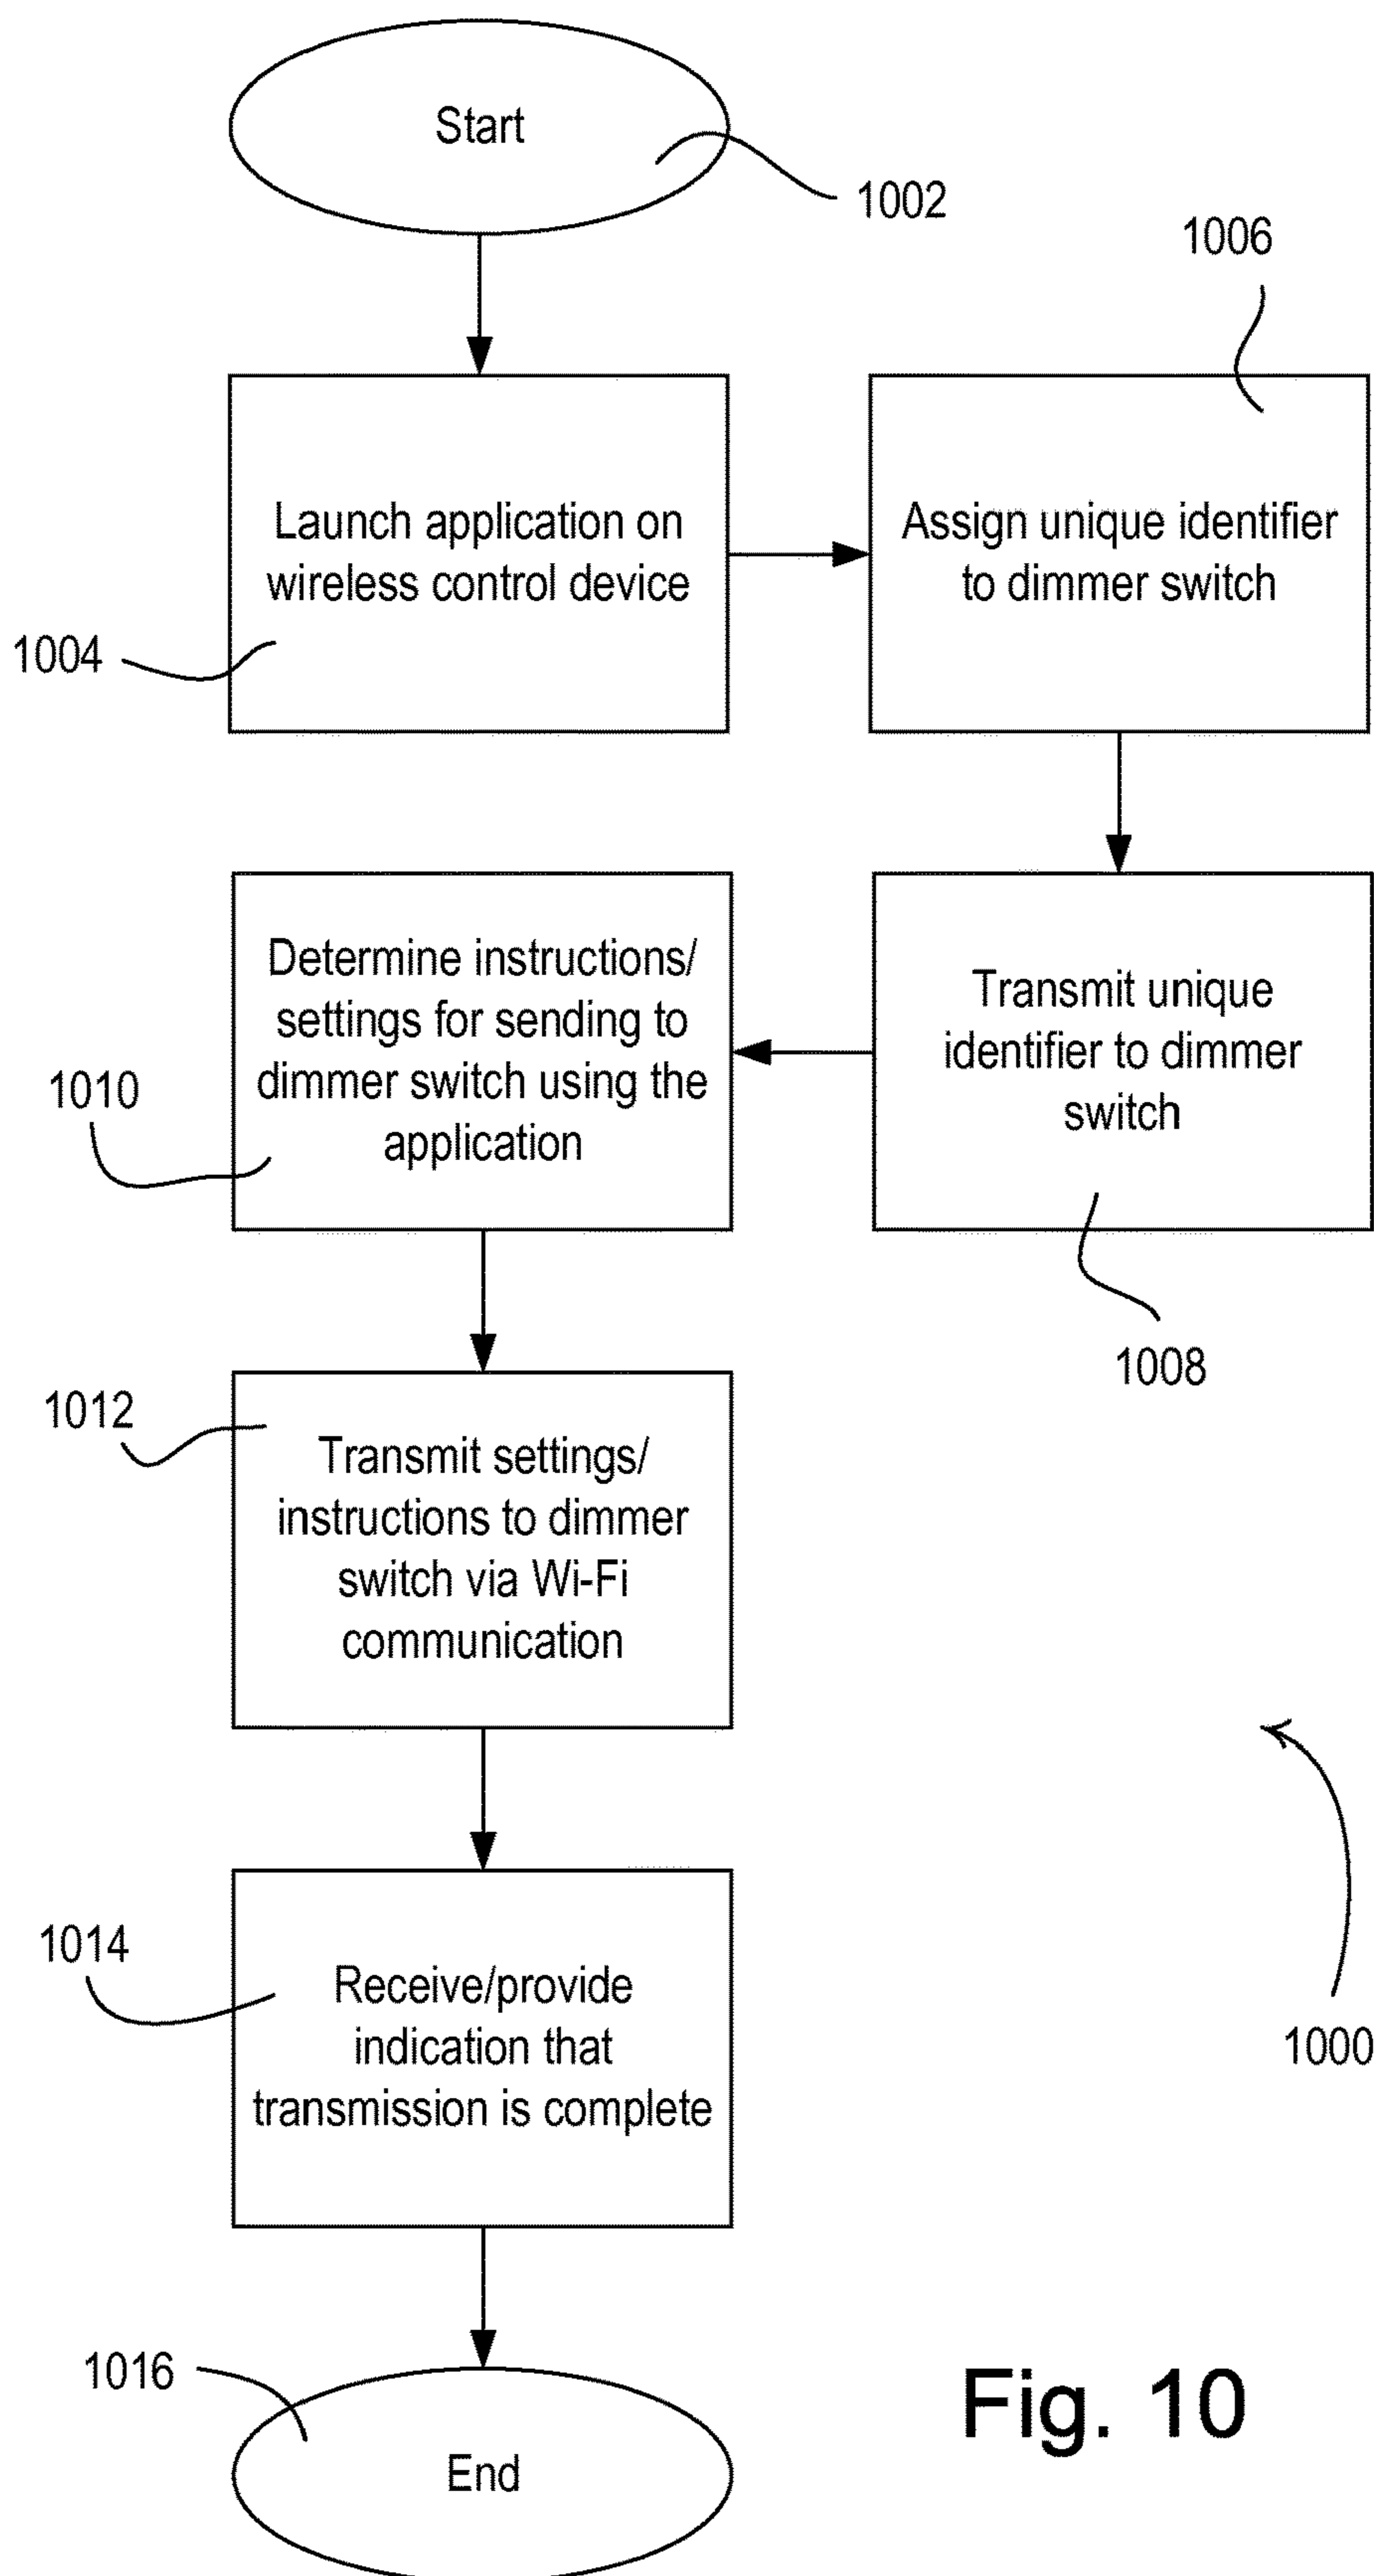 Start
1002
1006
Launch application on
wireless control device
1004
Assign unique identifier
to dimmer switch
Transmit unique
identifier to dimmer
switch
1008
Determine instructions/
settings for sending to
dimmer switch using the
application
1010
1012
Transmit settings/
instructions to dimmer
switch via Wi-Fi
communication
1014
Receive/provide
indication that
transmission is complete
1000
1016
End
Fig. 10